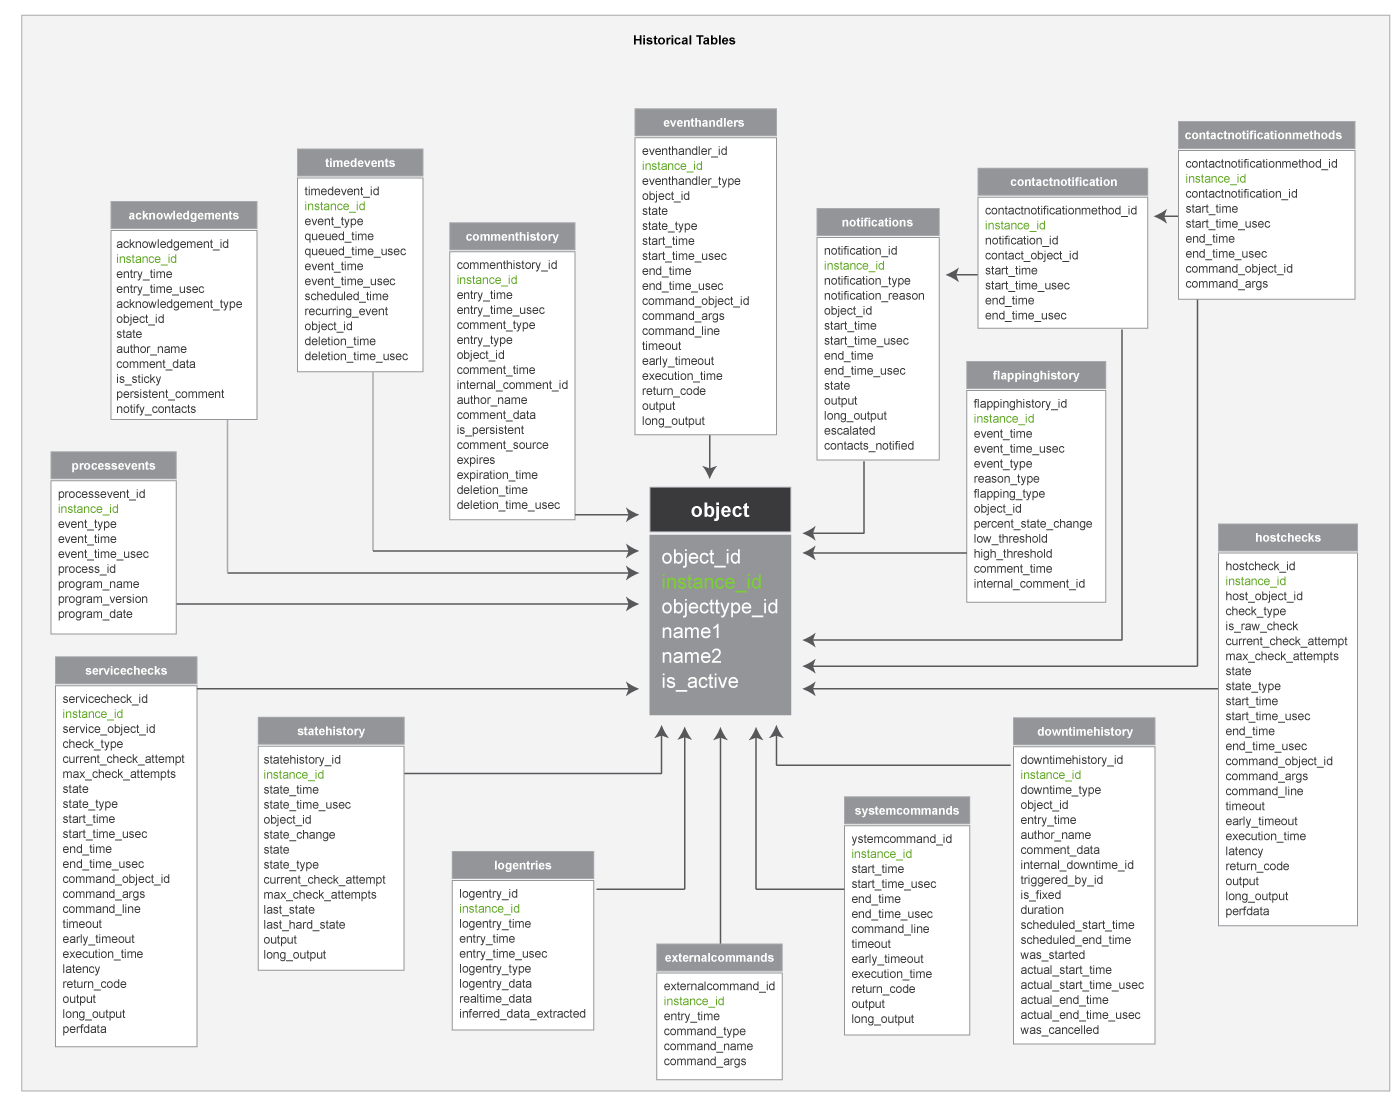 Historical Tables
eventhandlers
eventhandler_id
instance_id
eventhandler_type
object_id
state
state_type
start_time
start_time_usec
end_time
end_time_usec
command_object_id
command_args
command_line
timeout
early_timeout
execution_time
return_code
output
long_output
contactnotificationmethods
contactnotificationmethod_id
instance_id
contactnotification_id
start_time
start_time_usec
end_time
end_time_usec
command_object_id
command_args
timedevents
timedevent_id
instance_id
event_type
queued_time
queued_time_usec
event_time
event_time_usec
scheduled_time
recurring_event
object_id
deletion_time
deletion_time_usec
contactnotification
contactnotificationmethod_id
instance_id
notification_id
contact_object_id
start_time
start_time_usec
end_time
end_time_usec
acknowledgements
acknowledgement_id
instance_id
entry_time
entry_time_usec
acknowledgement_type
object_id
state
author_name
comment_data
is_sticky
persistent_comment
notify_contacts
notifications
notification_id
instance_id
notification_type
notification_reason
object_id
start_time
start_time_usec
end_time
end_time_usec
state
output
long_output
escalated
contacts_notified
commenthistory
commenthistory_id
instance_id
entry_time
entry_time_usec
comment_type
entry_type
object_id
comment_time
internal_comment_id
author_name
comment_data
is_persistent
comment_source
expires
expiration_time
deletion_time
deletion_time_usec
flappinghistory
flappinghistory_id
instance_id
event_time
event_time_usec
event_type
reason_type
flapping_type
object_id
percent_state_change
low_threshold
high_threshold
comment_time
internal_comment_id
processevents
processevent_id
instance_id
event_type
event_time
event_time_usec
process_id
program_name
program_version
program_date
object
object_id
instance_id
objecttype_id
name1
name2
is_active
hostchecks
hostcheck_id
instance_id
host_object_id
check_type
is_raw_check
current_check_attempt
max_check_attempts
state
state_type
start_time
start_time_usec
end_time
end_time_usec
command_object_id
command_args
command_line
timeout
early_timeout
execution_time
latency
return_code
output
long_output
perfdata
servicechecks
servicecheck_id
instance_id
service_object_id
check_type
current_check_attempt
max_check_attempts
state
state_type
start_time
start_time_usec
end_time
end_time_usec
command_object_id
command_args
command_line
timeout
early_timeout
execution_time
latency
return_code
output
long_output
perfdata
statehistory
statehistory_id
instance_id
state_time
state_time_usec
object_id
state_change
state
state_type
current_check_attempt
max_check_attempts
last_state
last_hard_state
output
long_output
downtimehistory
downtimehistory_id
instance_id
downtime_type
object_id
entry_time
author_name
comment_data
internal_downtime_id
triggered_by_id
is_fixed
duration
scheduled_start_time
scheduled_end_time
was_started
actual_start_time
actual_start_time_usec
actual_end_time
actual_end_time_usec
was_cancelled
systemcommands
ystemcommand_id
instance_id
start_time
start_time_usec
end_time
end_time_usec
command_line
timeout
early_timeout
execution_time
return_code
output
long_output
logentries
logentry_id
instance_id
logentry_time
entry_time
entry_time_usec
logentry_type
logentry_data
realtime_data
inferred_data_extracted
externalcommands
externalcommand_id
instance_id
entry_time
command_type
command_name
command_args